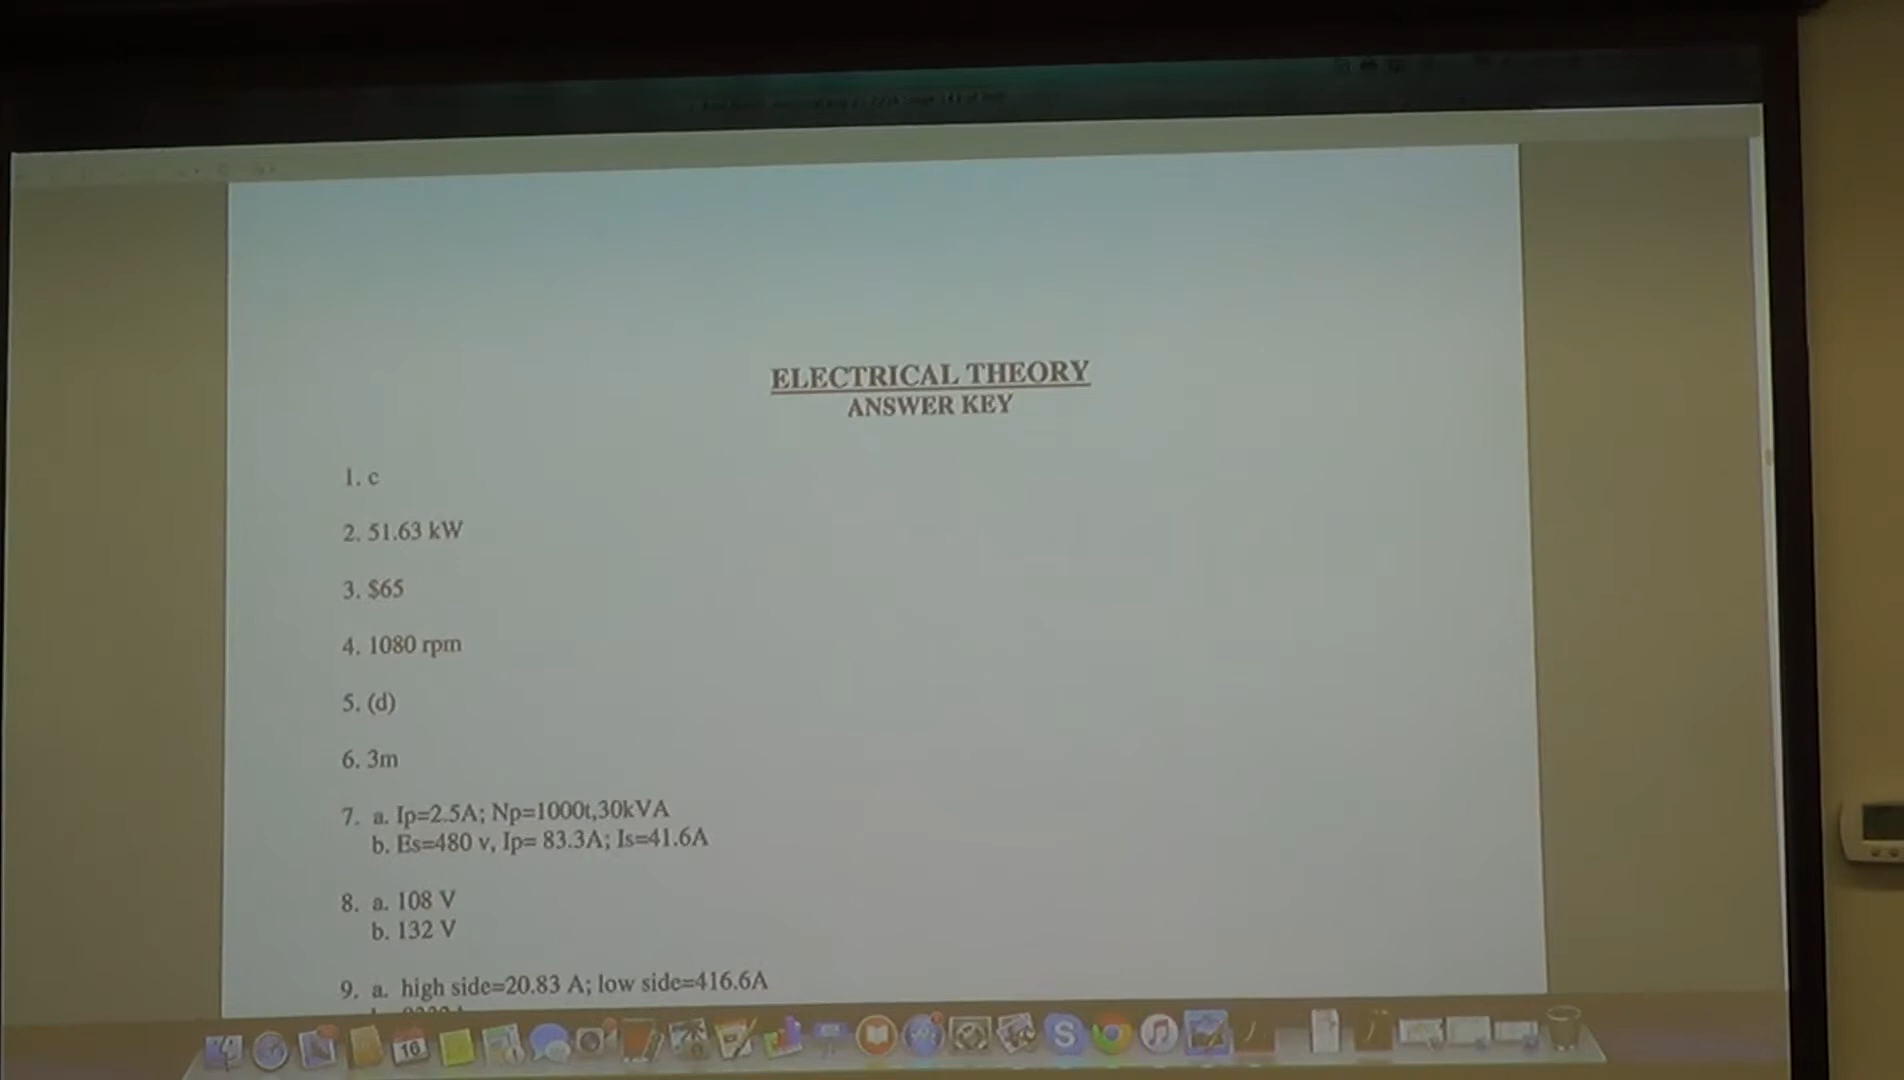 ELECTRICAL THEORY
ANSWER KEY
1. c
2. 51.63 kW
3. $65
4. 1080 rpm
5. (d)
6. 3m
7. a. Ip=2.5A; Np=1000t,30kVA
b. Es=480 v, Ip= 83.3A; Is=41.6A
8. a. 108 V
b. 132 V
9. a. high side=20.83 A; low side=416.6A
16